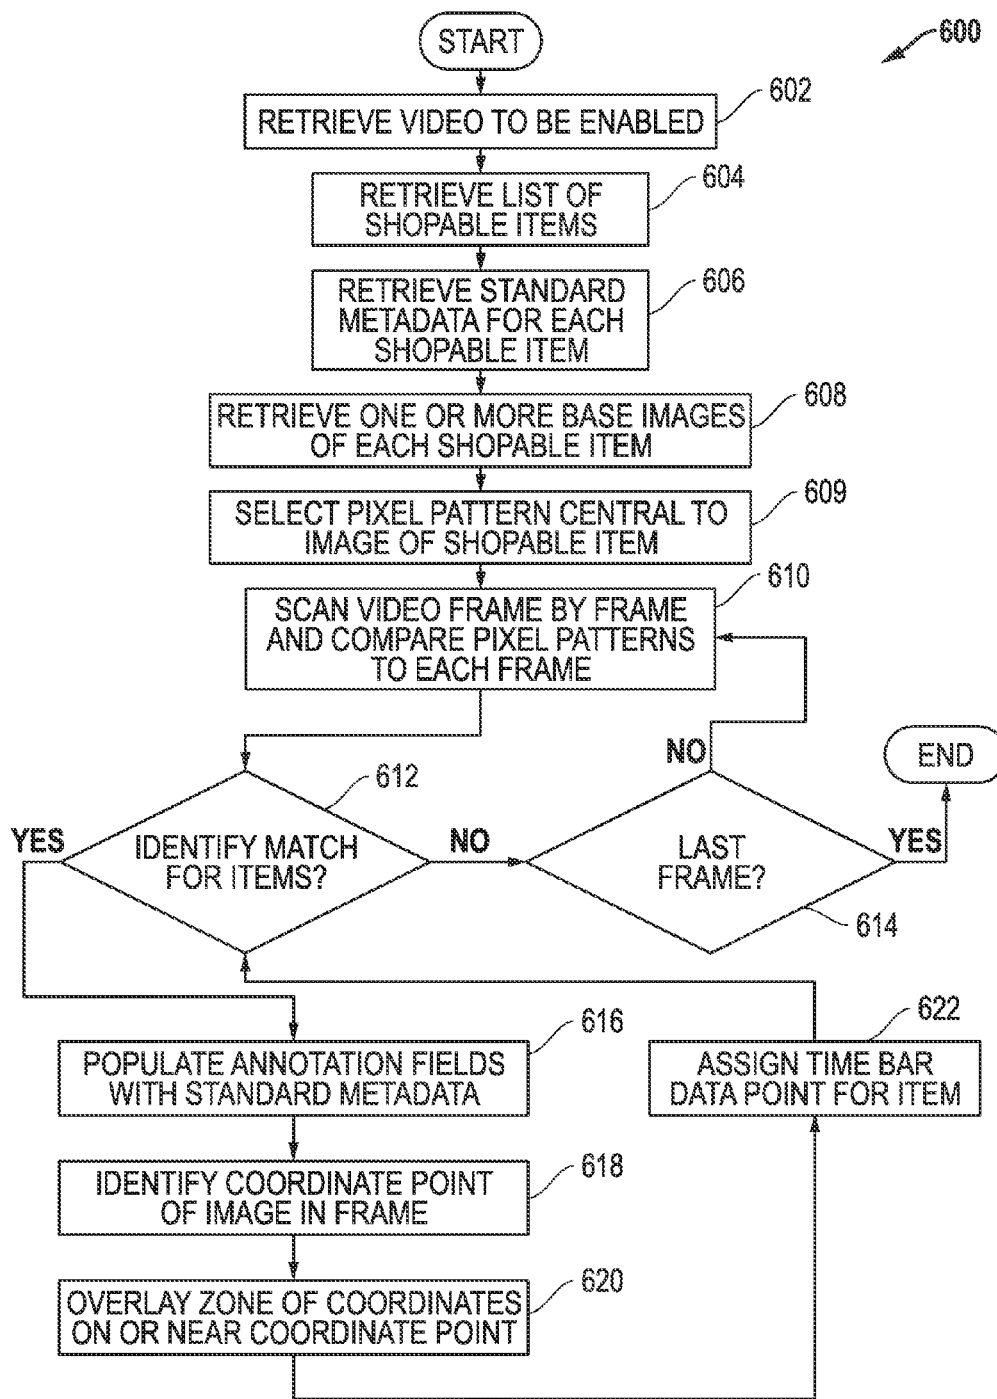 START
600
602
RETRIEVE VIDEO TO BE ENABLED
604
RETRIEVE LIST OF
SHOPABLE ITEMS
606
RETRIEVE STANDARD
METADATA FOR EACH
SHOPABLE ITEM
608
RETRIEVE ONE OR MORE BASE IMAGES
OF EACH SHOPABLE ITEM
609
SELECT PIXEL PATTERN CENTRAL TO
IMAGE OF SHOPABLE ITEM
610
SCAN VIDEO FRAME BY FRAME
AND COMPARE PIXEL PATTERNS
TO EACH FRAME
612
YES
IDENTIFY MATCH
FOR ITEMS?
NO
NO
LAST
FRAME?
614
YES
END
616
POPULATE ANNOTATION FIELDS
WITH STANDARD METADATA
618
IDENTIFY COORDINATE POINT
OF IMAGE IN FRAME
620
OVERLAY ZONE OF COORDINATES
ON OR NEAR COORDINATE POINT
622
ASSIGN TIME BAR
DATA POINT FOR ITEM